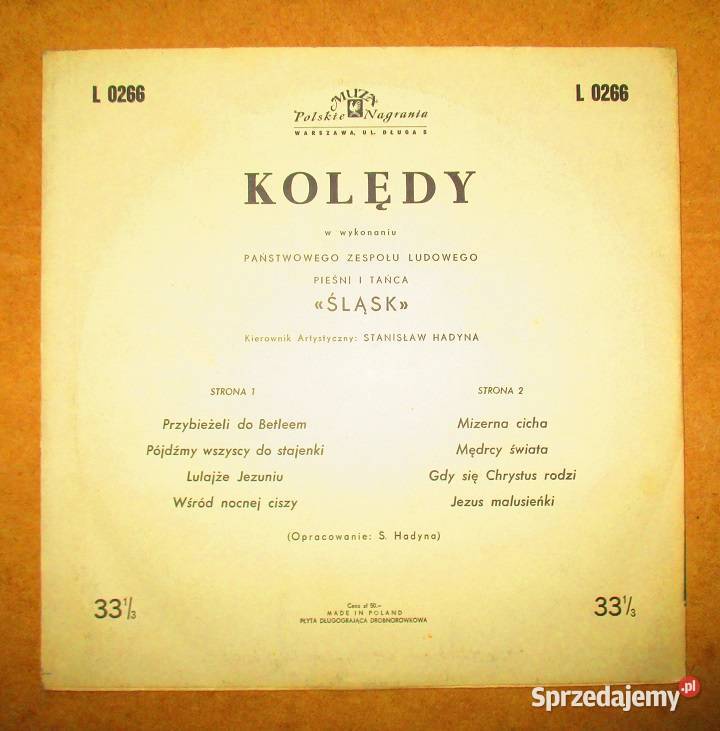 L 0266
MUZA
L 0266
Polskie Nagrania
WARSZAWA, UL. DŁUGA 5
KOLĘDY
w wykonaniu
PAŃSTWOWEGO ZESPOŁU LUDOWEGO
PIEŚNI I TAŃCA
«ŚLĄSK»
Kierownik Artystyczny: STANISŁAW HADYNA
STRONA 1
Przybieżeli do Betleem
Pójdźmy wszyscy do stajenki
Lulajże Jezuniu
Wśród nocnej ciszy
STRONA 2
Mizerna cicha
Mędrcy świata
Gdy się Chrystus rodzi
Jezus malusieńki
(Opracowanie: S. Hadyna)
33⅓
Cena zł 50.–
MADE IN POLAND
PŁYTA DŁUGOGRAJĄCA DROBNOROWKOWA
33⅓
Sprzedajemy.pl